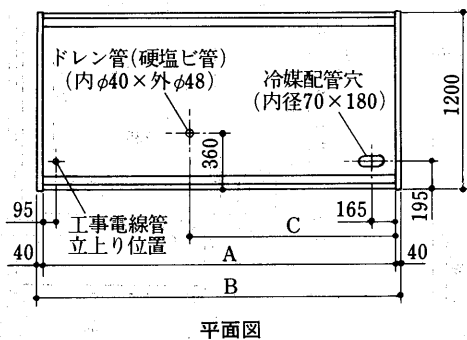 ドレン管(硬塩ビ管)
(内φ40×外φ48)
冷媒配管穴
(内径70×180)
1200
360
195
95
工事電線管
立上り位置
165
C
40
A
40
B
平面図